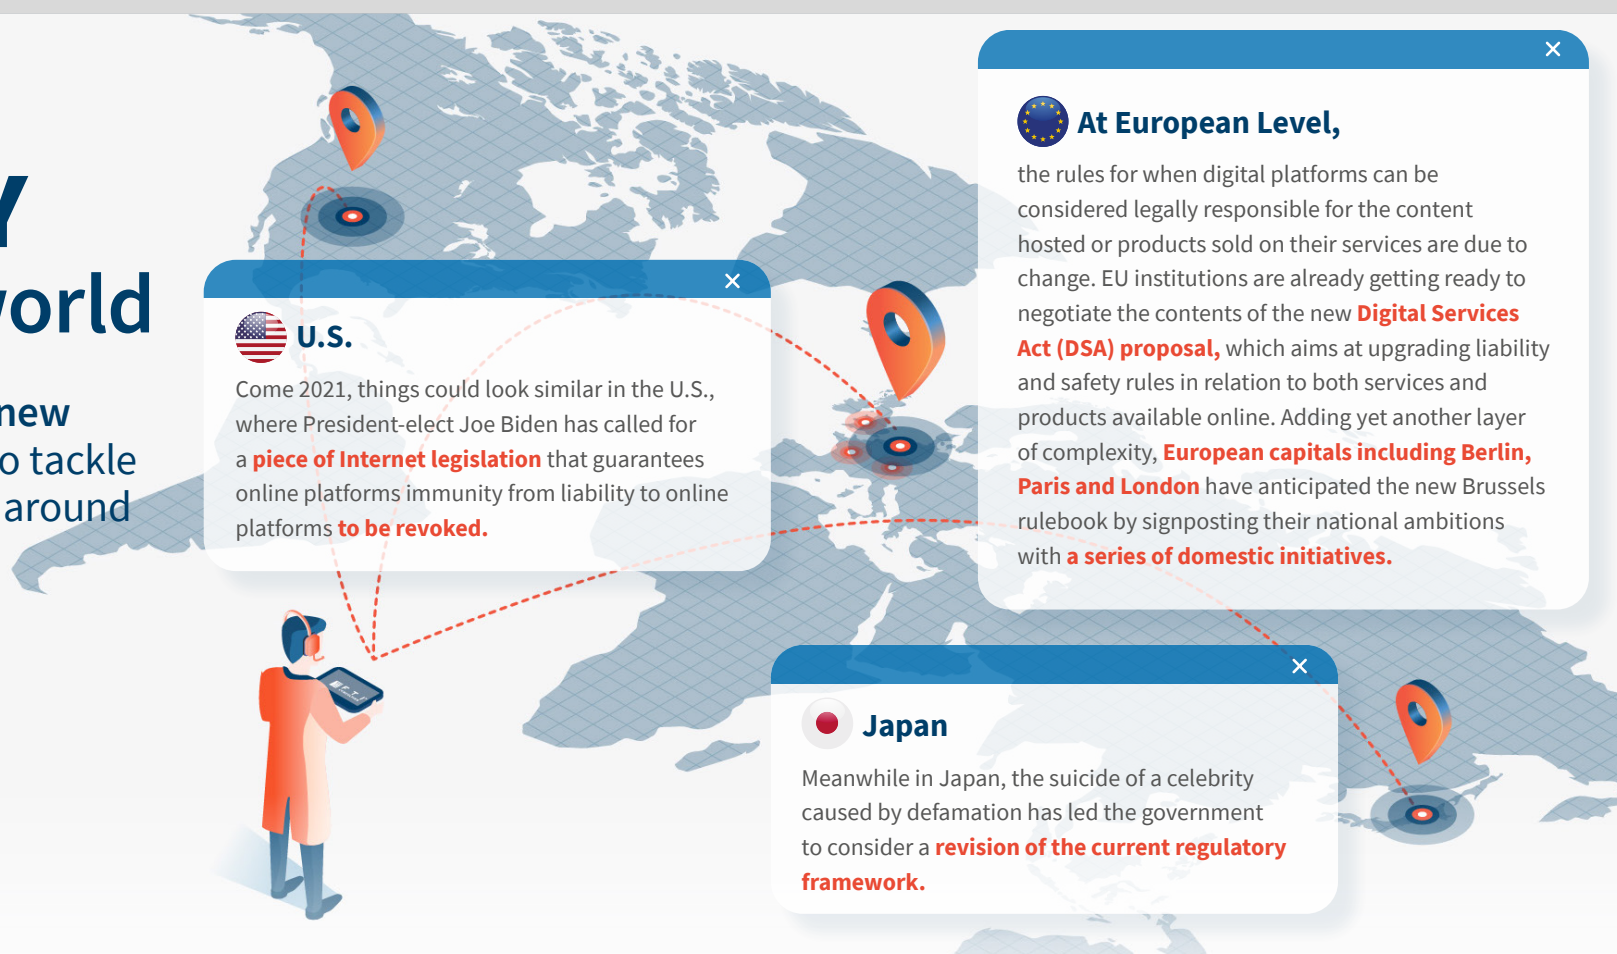 Y
world
new
o tackle
around
U.S.
Come 2021, things could look similar in the U.S.,
where President-elect Joe Biden has called for
a piece of Internet legislation that guarantees
online platforms immunity from liability to online
platforms to be revoked.
At European Level,
the rules for when digital platforms can be
considered legally responsible for the content
hosted or products sold on their services are due to
change. EU institutions are already getting ready to
negotiate the contents of the new Digital Services
Act (DSA) proposal, which aims at upgrading liability
and safety rules in relation to both services and
products available online. Adding yet another layer
of complexity, European capitals including Berlin,
Paris and London have anticipated the new Brussels
rulebook by signposting their national ambitions
with a series of domestic initiatives.
Japan
Meanwhile in Japan, the suicide of a celebrity
caused by defamation has led the government
to consider a revision of the current regulatory
framework.